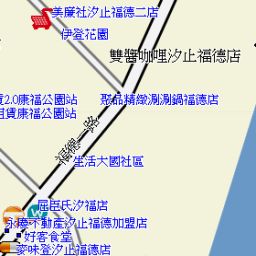 美廉社汐止福德二店
伊登花園
雙醬咖哩汐止福德店
2.0康福公園站
聚品精緻涮涮鍋福德店
租賃康福公園站
福德一路
生活大國社區
屈臣氏汐福店
永慶不動產汐止福德加盟店
W
好客食堂
麥味登汐止福德店